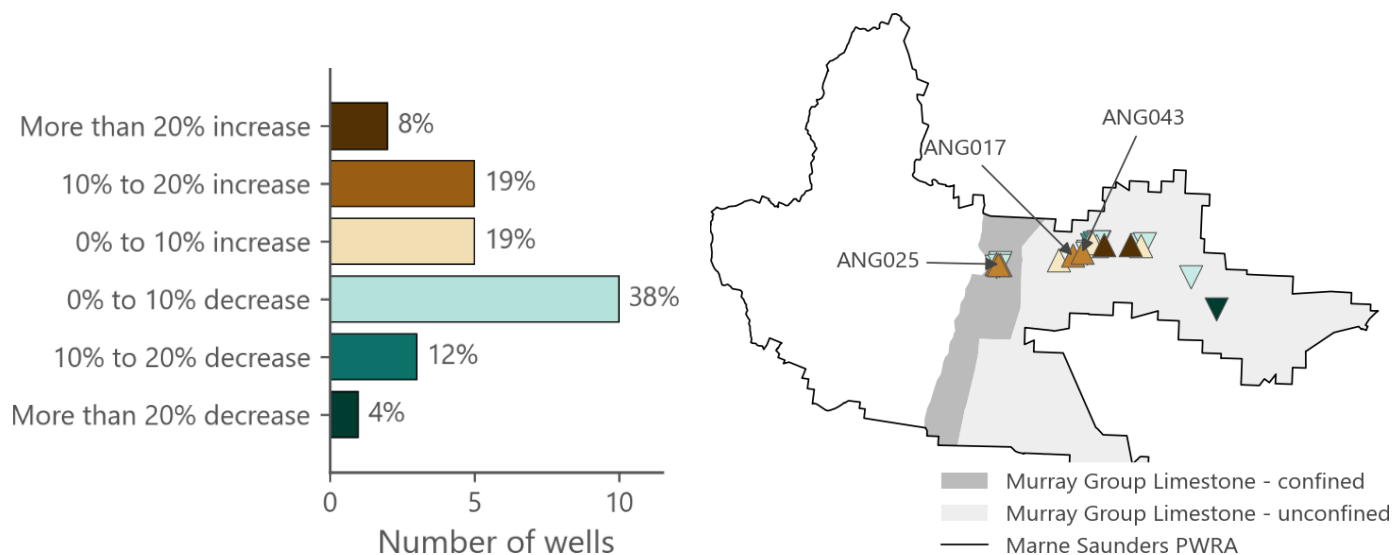 More than 20% increase
8%
10% to 20% increase
19%
0% to 10% increase
19%
0% to 10% decrease
38%
10% to 20% decrease
12%
More than 20% decrease
4%
0
5
10
Number of wells
ANG043
ANG017
ANG025
Murray Group Limestone - confined
Murray Group Limestone - unconfined
Marne Saunders PWRA